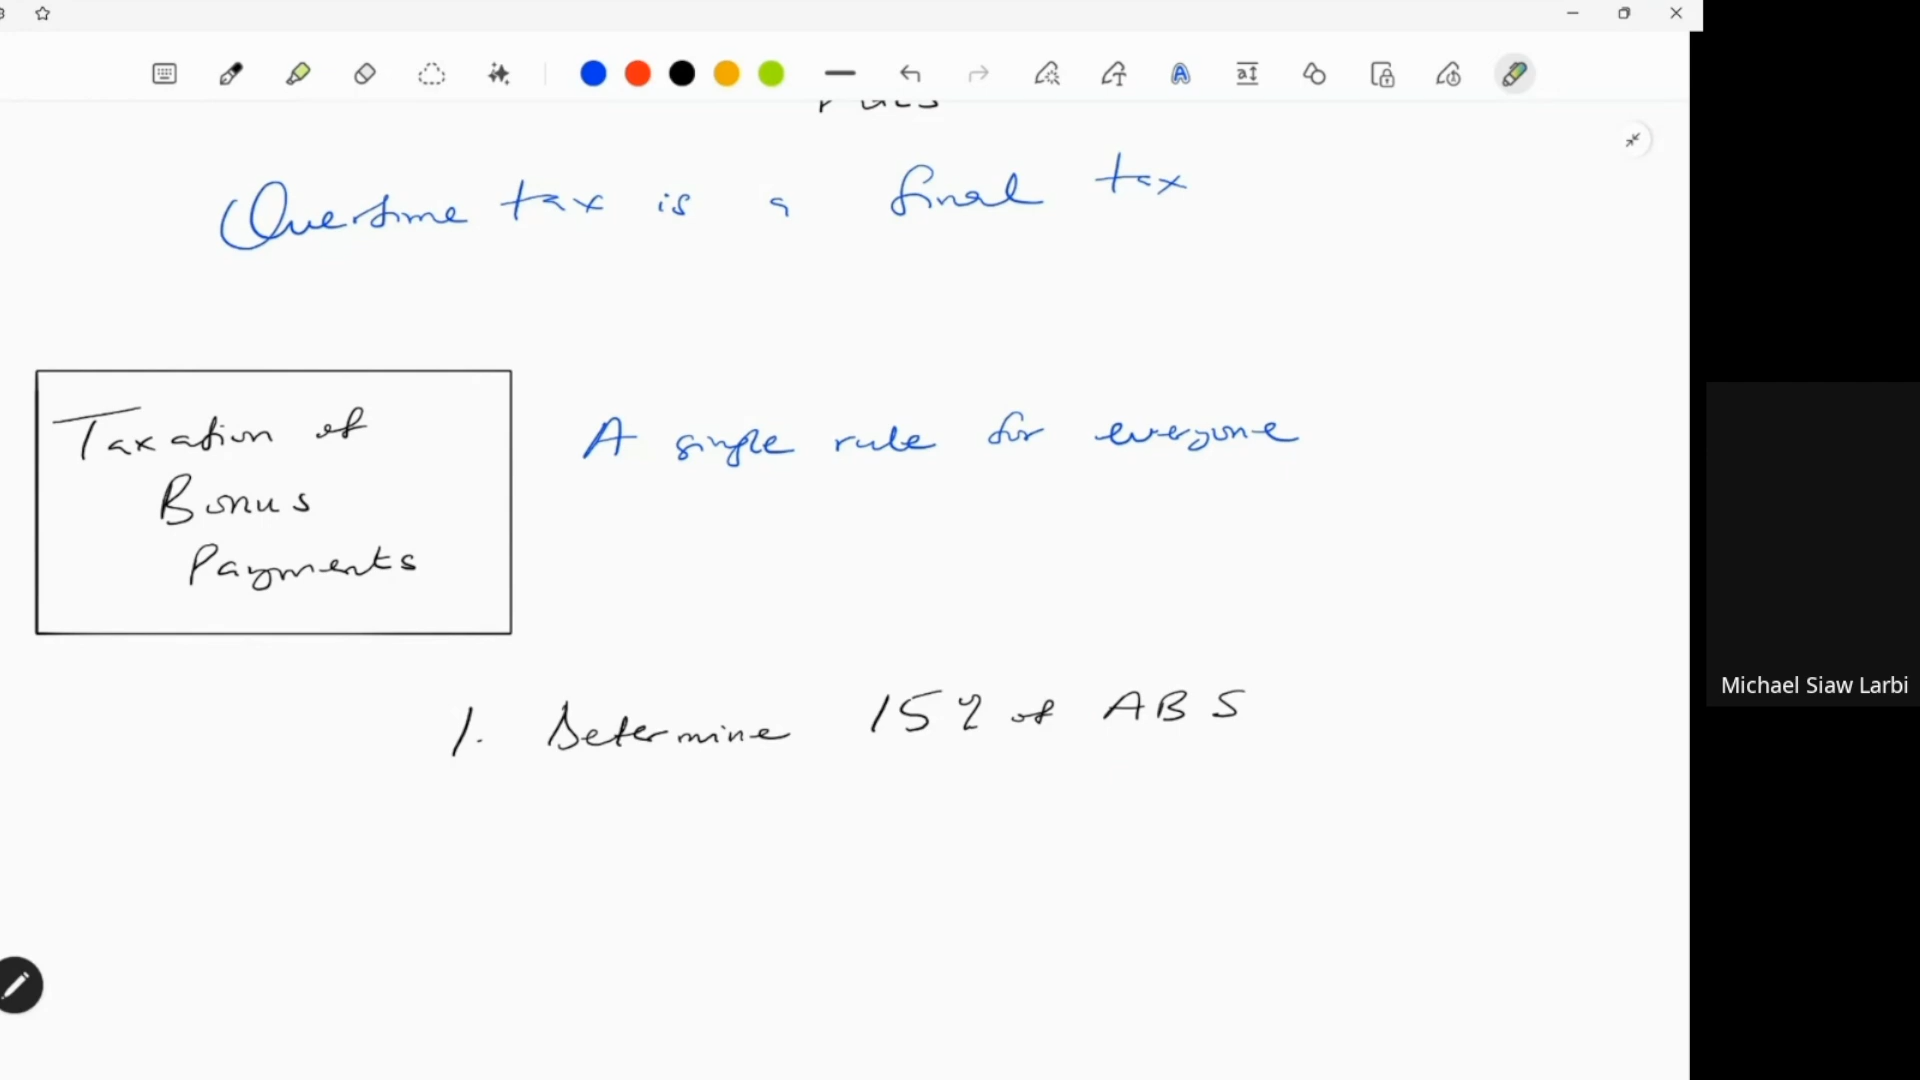 Overtime tax is a final tax
Taxation of
Bonus
Payments
A single rule for everyone
1. Determine 15% of ABS
Michael Siaw Larbi